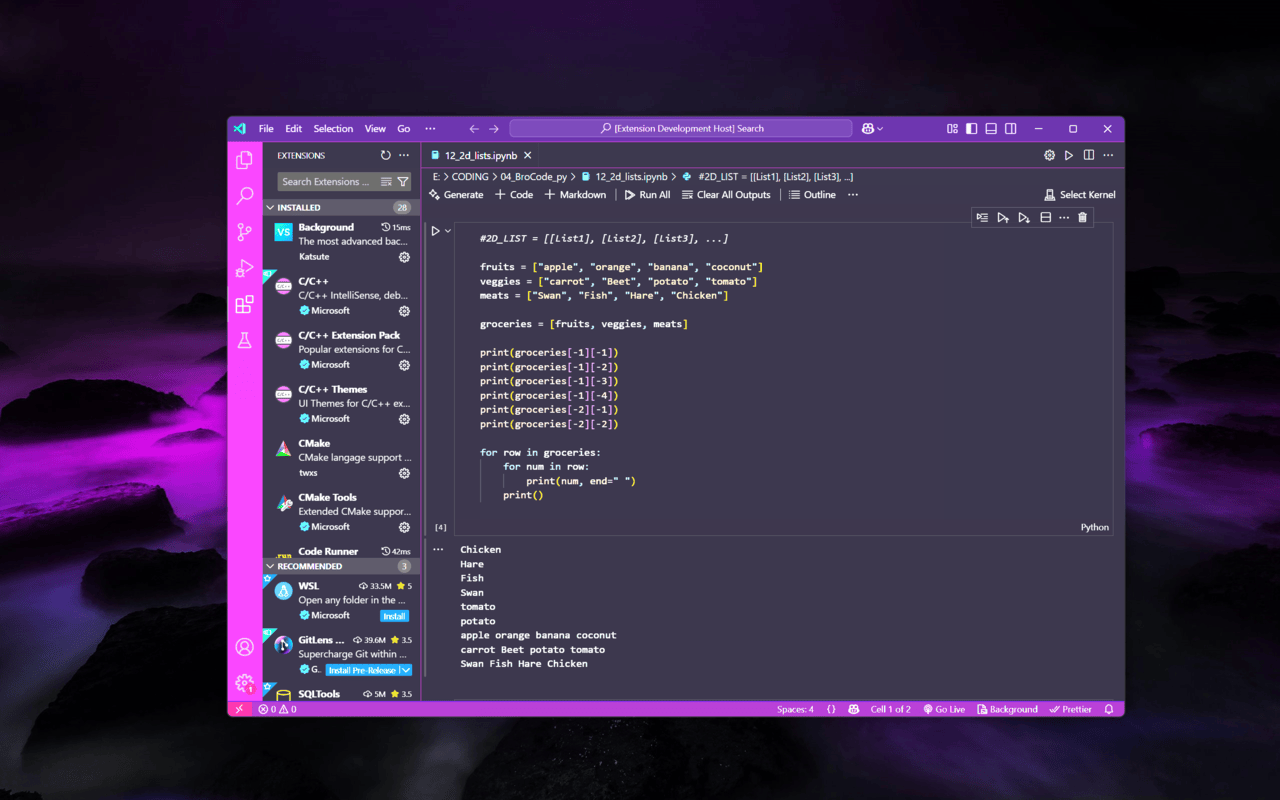 File Edit Selection View Go ··· [Extension Development Host] Search
EXTENSIONS
Search Extensions ...
INSTALLED 28
VS
Background 15ms
The most advanced bac...
Katsute
C/C++
C/C++ IntelliSense, deb...
Microsoft
C/C++ Extension Pack
Popular extensions for C...
Microsoft
C/C++ Themes
UI Themes for C/C++ ex...
Microsoft
CMake
CMake langage support ...
twxs
CMake Tools
Extended CMake suppor...
Microsoft
Code Runner 42ms
RECOMMENDED 3
WSL 33.5M 5
Open any folder in the ...
Microsoft Install
GitLens ... 39.6M 3.5
Supercharge Git within ...
G.. Install Pre-Release
SQLTools 5M 3.5
12_2d_lists.ipynb
E: > CODING > 04_BroCode_py > 12_2d_lists.ipynb > #2D_LIST = [[List1], [List2], [List3], ...]
Generate + Code + Markdown Run All Clear All Outputs Outline ··· Select Kernel
#2D_LIST = [[List1], [List2], [List3], ...]
fruits = ["apple", "orange", "banana", "coconut"]
veggies = ["carrot", "Beet", "potato", "tomato"]
meats = ["Swan", "Fish", "Hare", "Chicken"]
groceries = [fruits, veggies, meats]
print(groceries[-1][-1])
print(groceries[-1][-2])
print(groceries[-1][-3])
print(groceries[-1][-4])
print(groceries[-2][-1])
print(groceries[-2][-2])
for row in groceries:
for num in row:
print(num, end=" ")
print()
[4] Python
Chicken
Hare
Fish
Swan
tomato
potato
apple orange banana coconut
carrot Beet potato tomato
Swan Fish Hare Chicken
1
0 0 Spaces: 4 {} Cell 1 of 2 Go Live Background Prettier